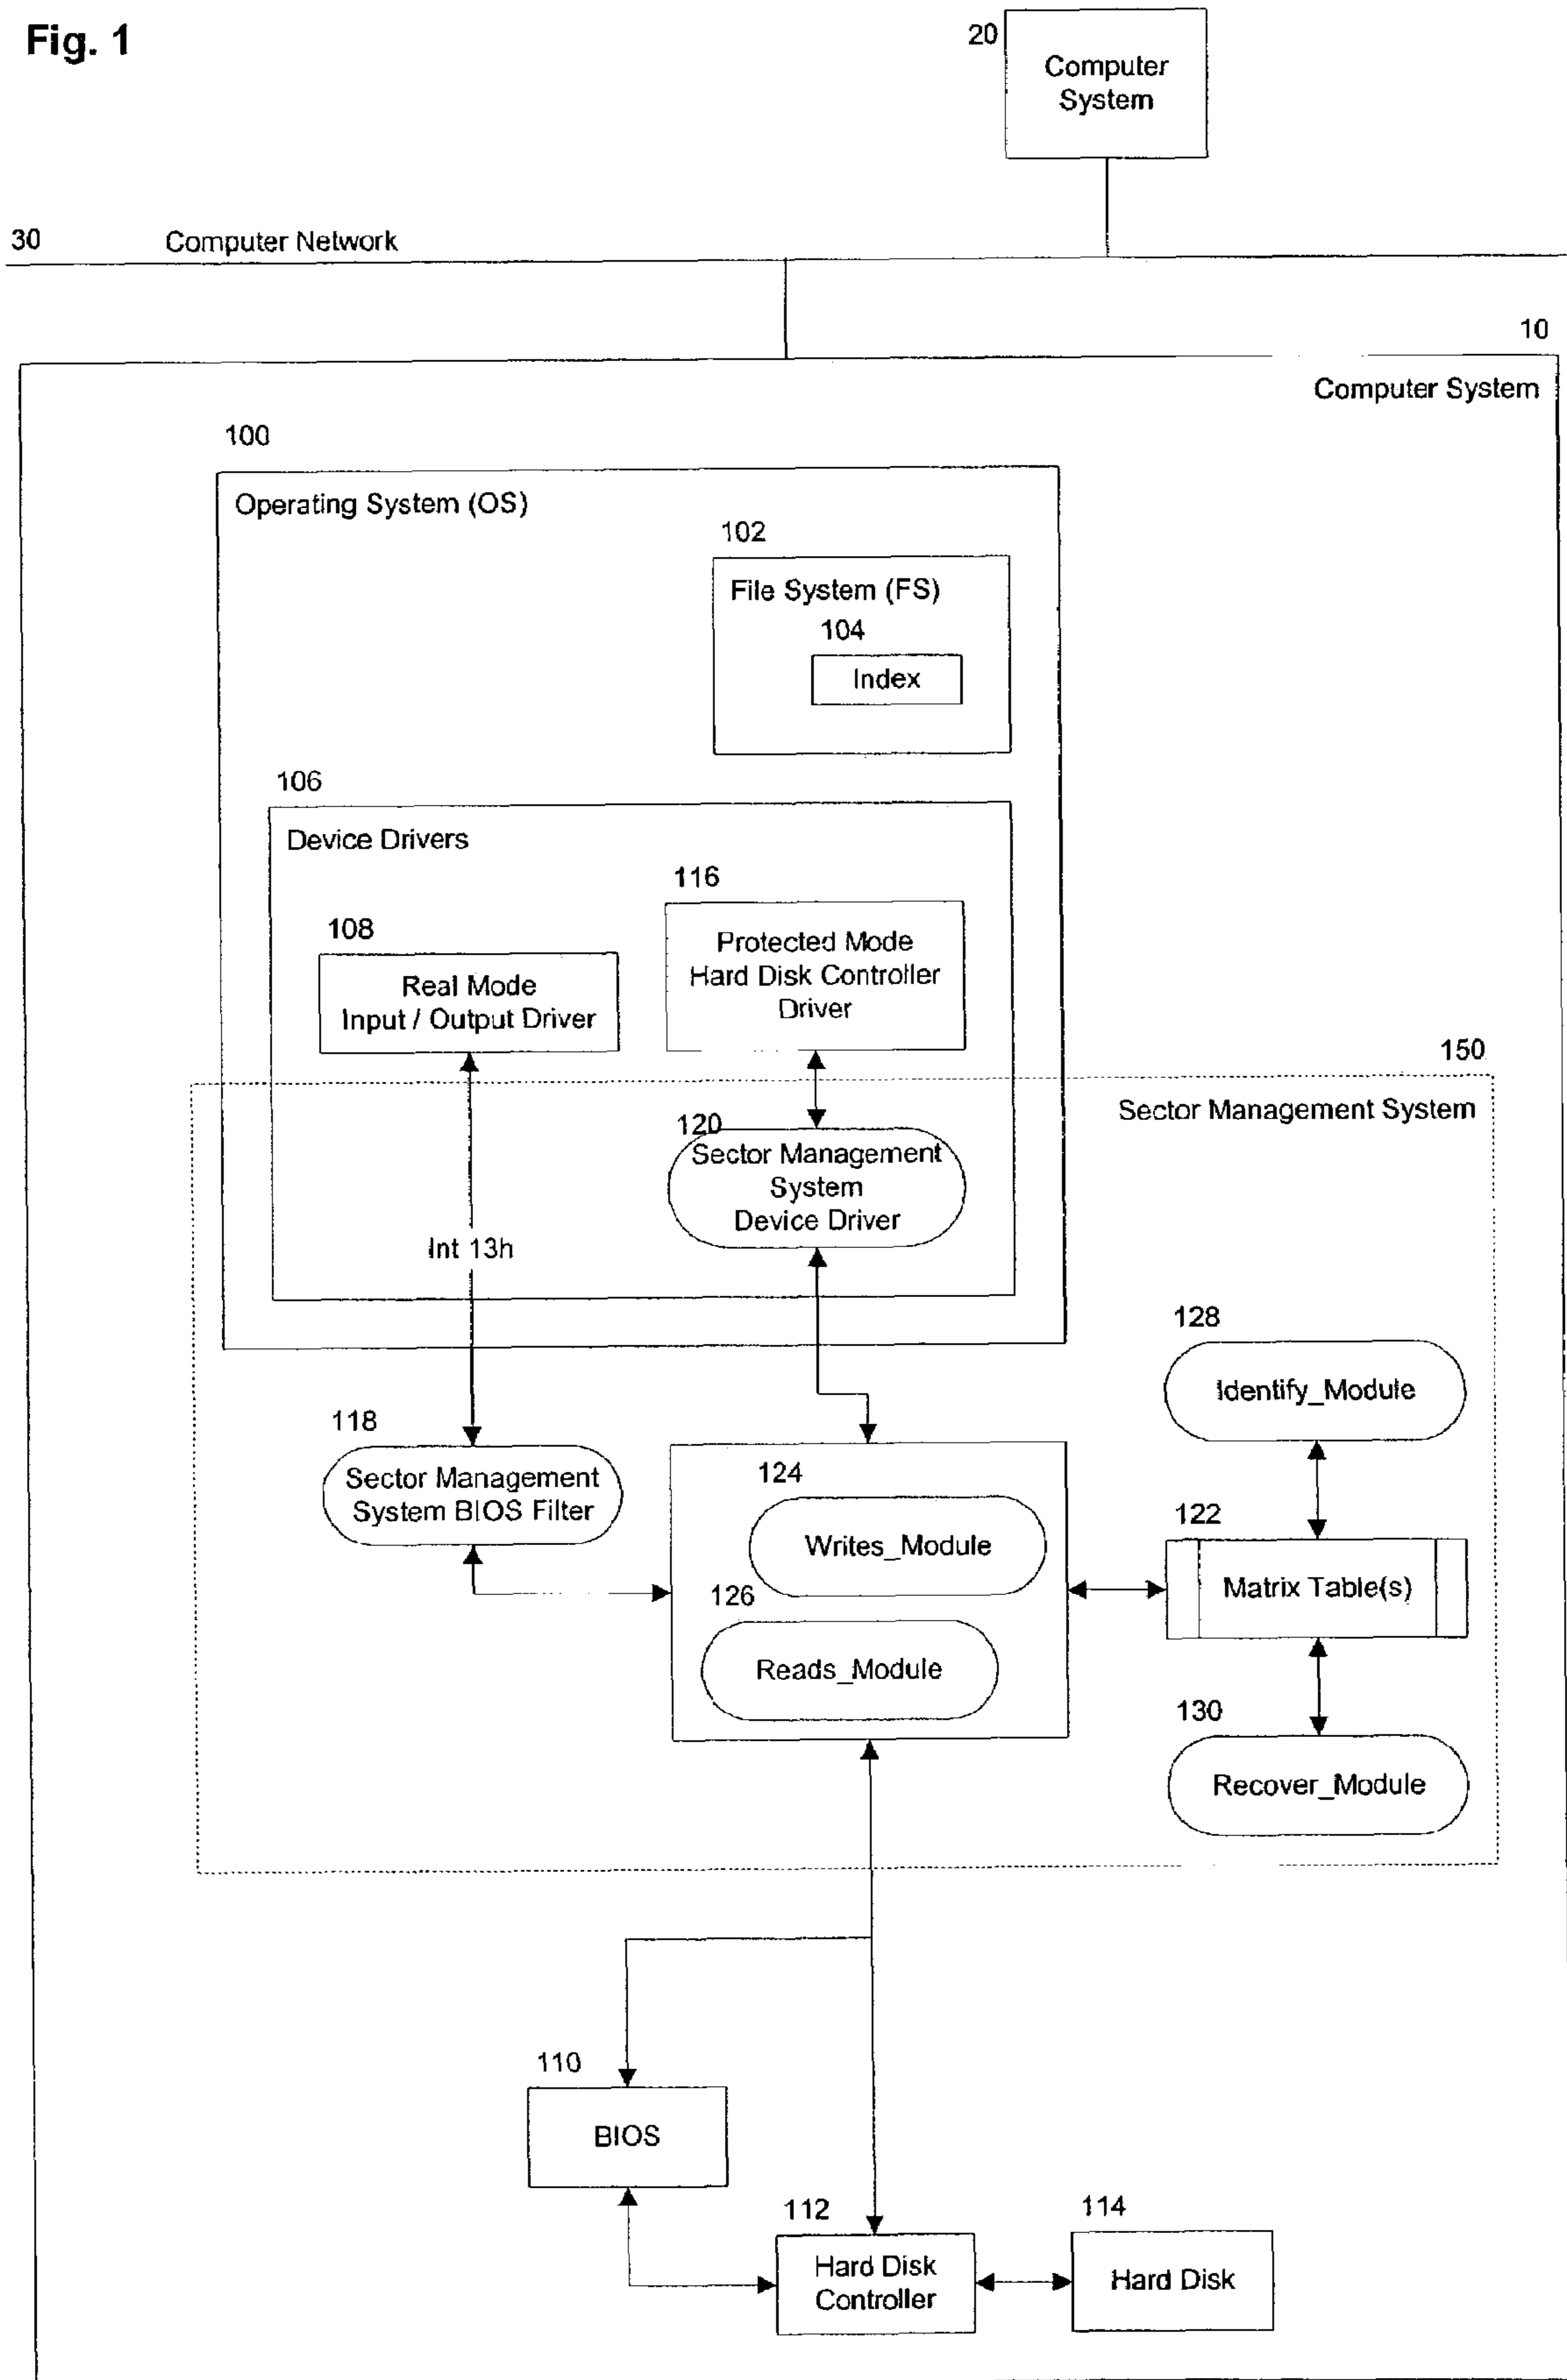 Fig. 1
20
Computer
System
30
Computer Network
10
Computer System
100
Operating System (OS)
102
File System (FS)
104
Index
106
Device Drivers
116
108
Protected Mode
Hard Disk Controller
Driver
Real Mode
Input / Output Driver
150
Sector Management System
120
Sector Management
System
Device Driver
Int 13h
128
Identify_Module
118
Sector Management
System BIOS Filter
124
Writes_Module
122
Matrix Table(s)
126
Reads_Module
130
Recover_Module
110
BIOS
112
Hard Disk
Controller
114
Hard Disk